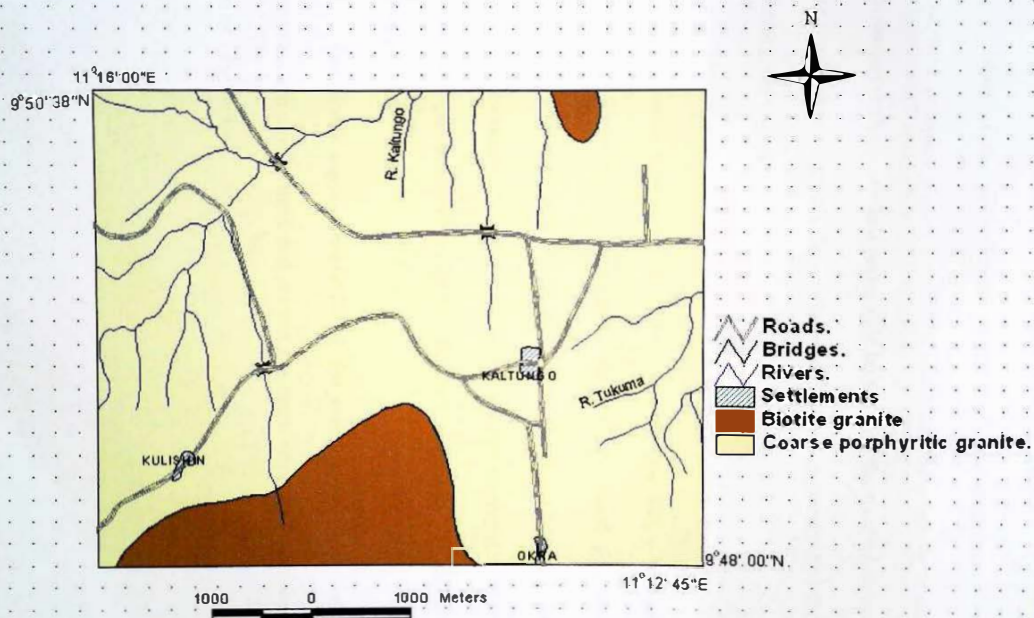 N
11°16'00"E
9°50'38"N
R. Kaltungo
Roads.
Bridges.
Rivers.
Settlements
Biotite granite
Coarse porphyritic granite.
KALTUNGO
R. Tukuma
KULISHIN
OKRA
9°48'.00"N
11°12'45"E
1000 0 1000 Meters